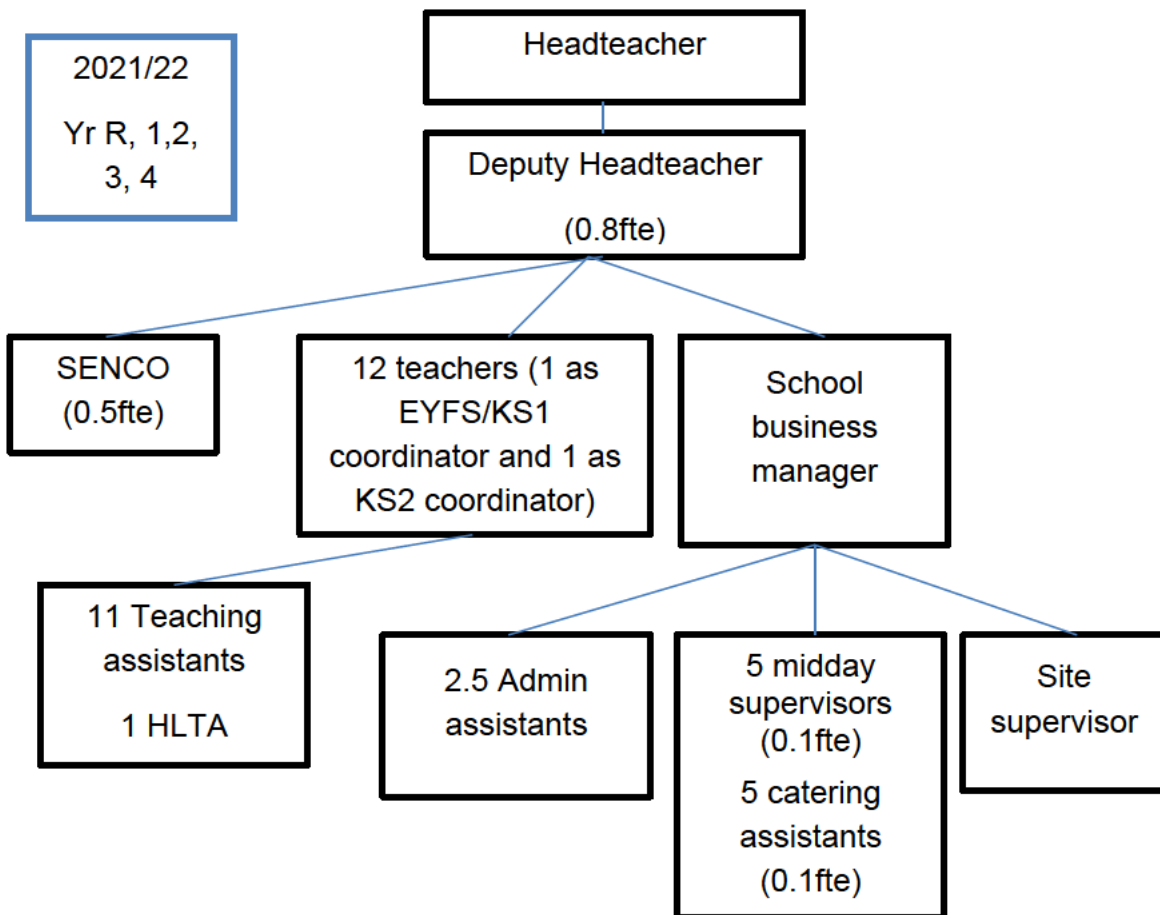 2021/22
Yr R, 1,2,
3, 4
Headteacher
Deputy Headteacher
(0.8fte)
SENCO
(0.5fte)
12 teachers (1 as
EYFS/KS1
coordinator and 1 as
KS2 coordinator)
School
business
manager
11 Teaching
assistants
1 HLTA
2.5 Admin
assistants
5 midday
supervisors
(0.1fte)
5 catering
assistants
(0.1fte)
Site
supervisor